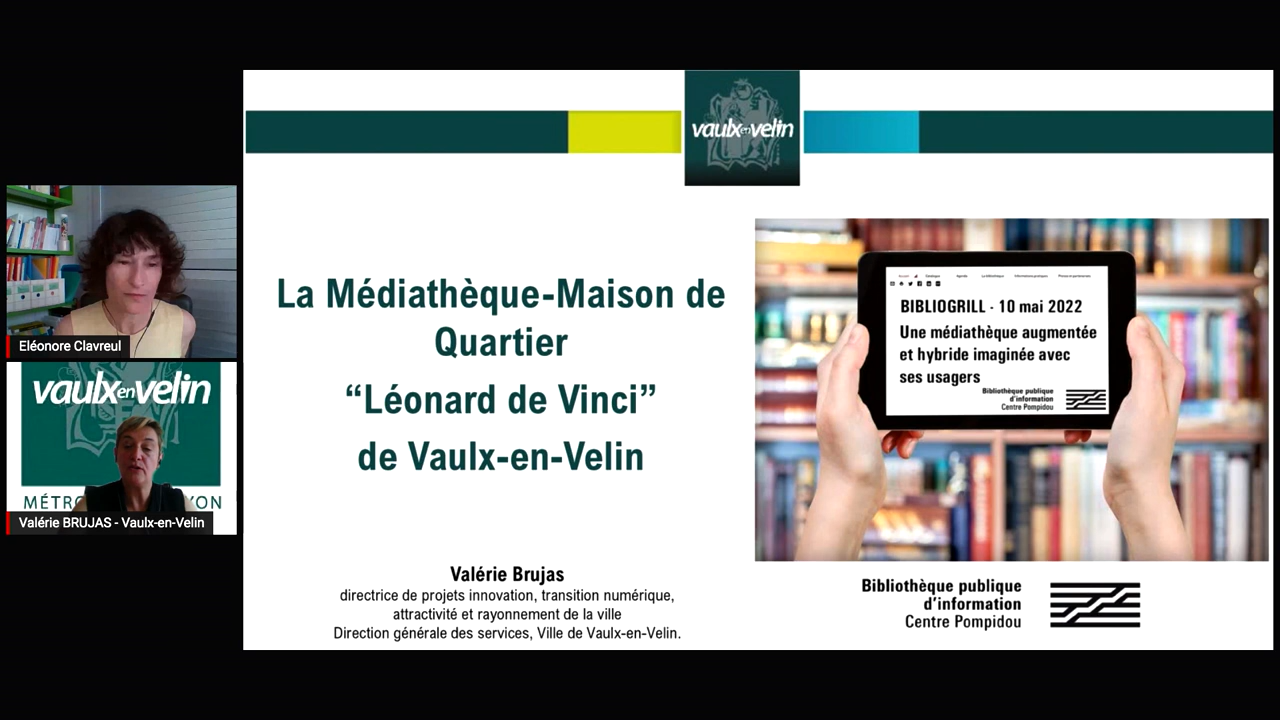 vaulx en velin
La Médiathèque-Maison de
Quartier
“Léonard de Vinci”
de Vaulx-en-Velin
Valérie Brujas
directrice de projets innovation, transition numérique,
attractivité et rayonnement de la ville
Direction générale des services, Ville de Vaulx-en-Velin.
BIBLIOGRILL · 10 mai 2022
Une médiathèque augmentée
et hybride imaginée avec
ses usagers
Bibliothèque publique
d’information
Centre Pompidou
Bibliothèque publique
d’information
Centre Pompidou
Eléonore Clavreul
vaulx en velin
MÉTR
YON
Valérie BRUJAS - Vaulx-en-Velin